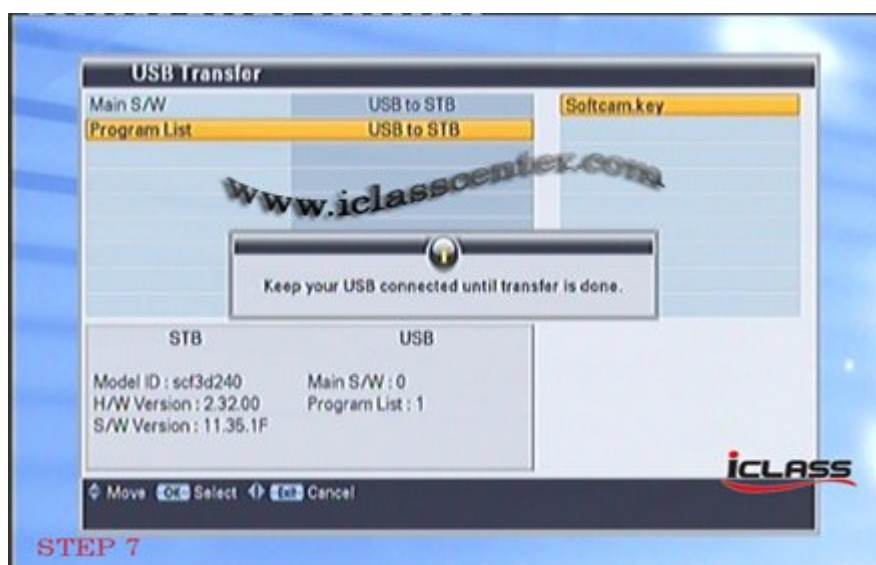 USB Transfer
Main S/W USB to STB
Softcam.key
Program List USB to STB
www.iclasscenter.com
Keep your USB connected until transfer is done.
STB USB
Model ID : scf3d240 Main S/W : 0
H/W Version : 2.32.00 Program List : 1
S/W Version : 11.35.1F
iCLASS
Move OK Select Exit Cancel
STEP 7